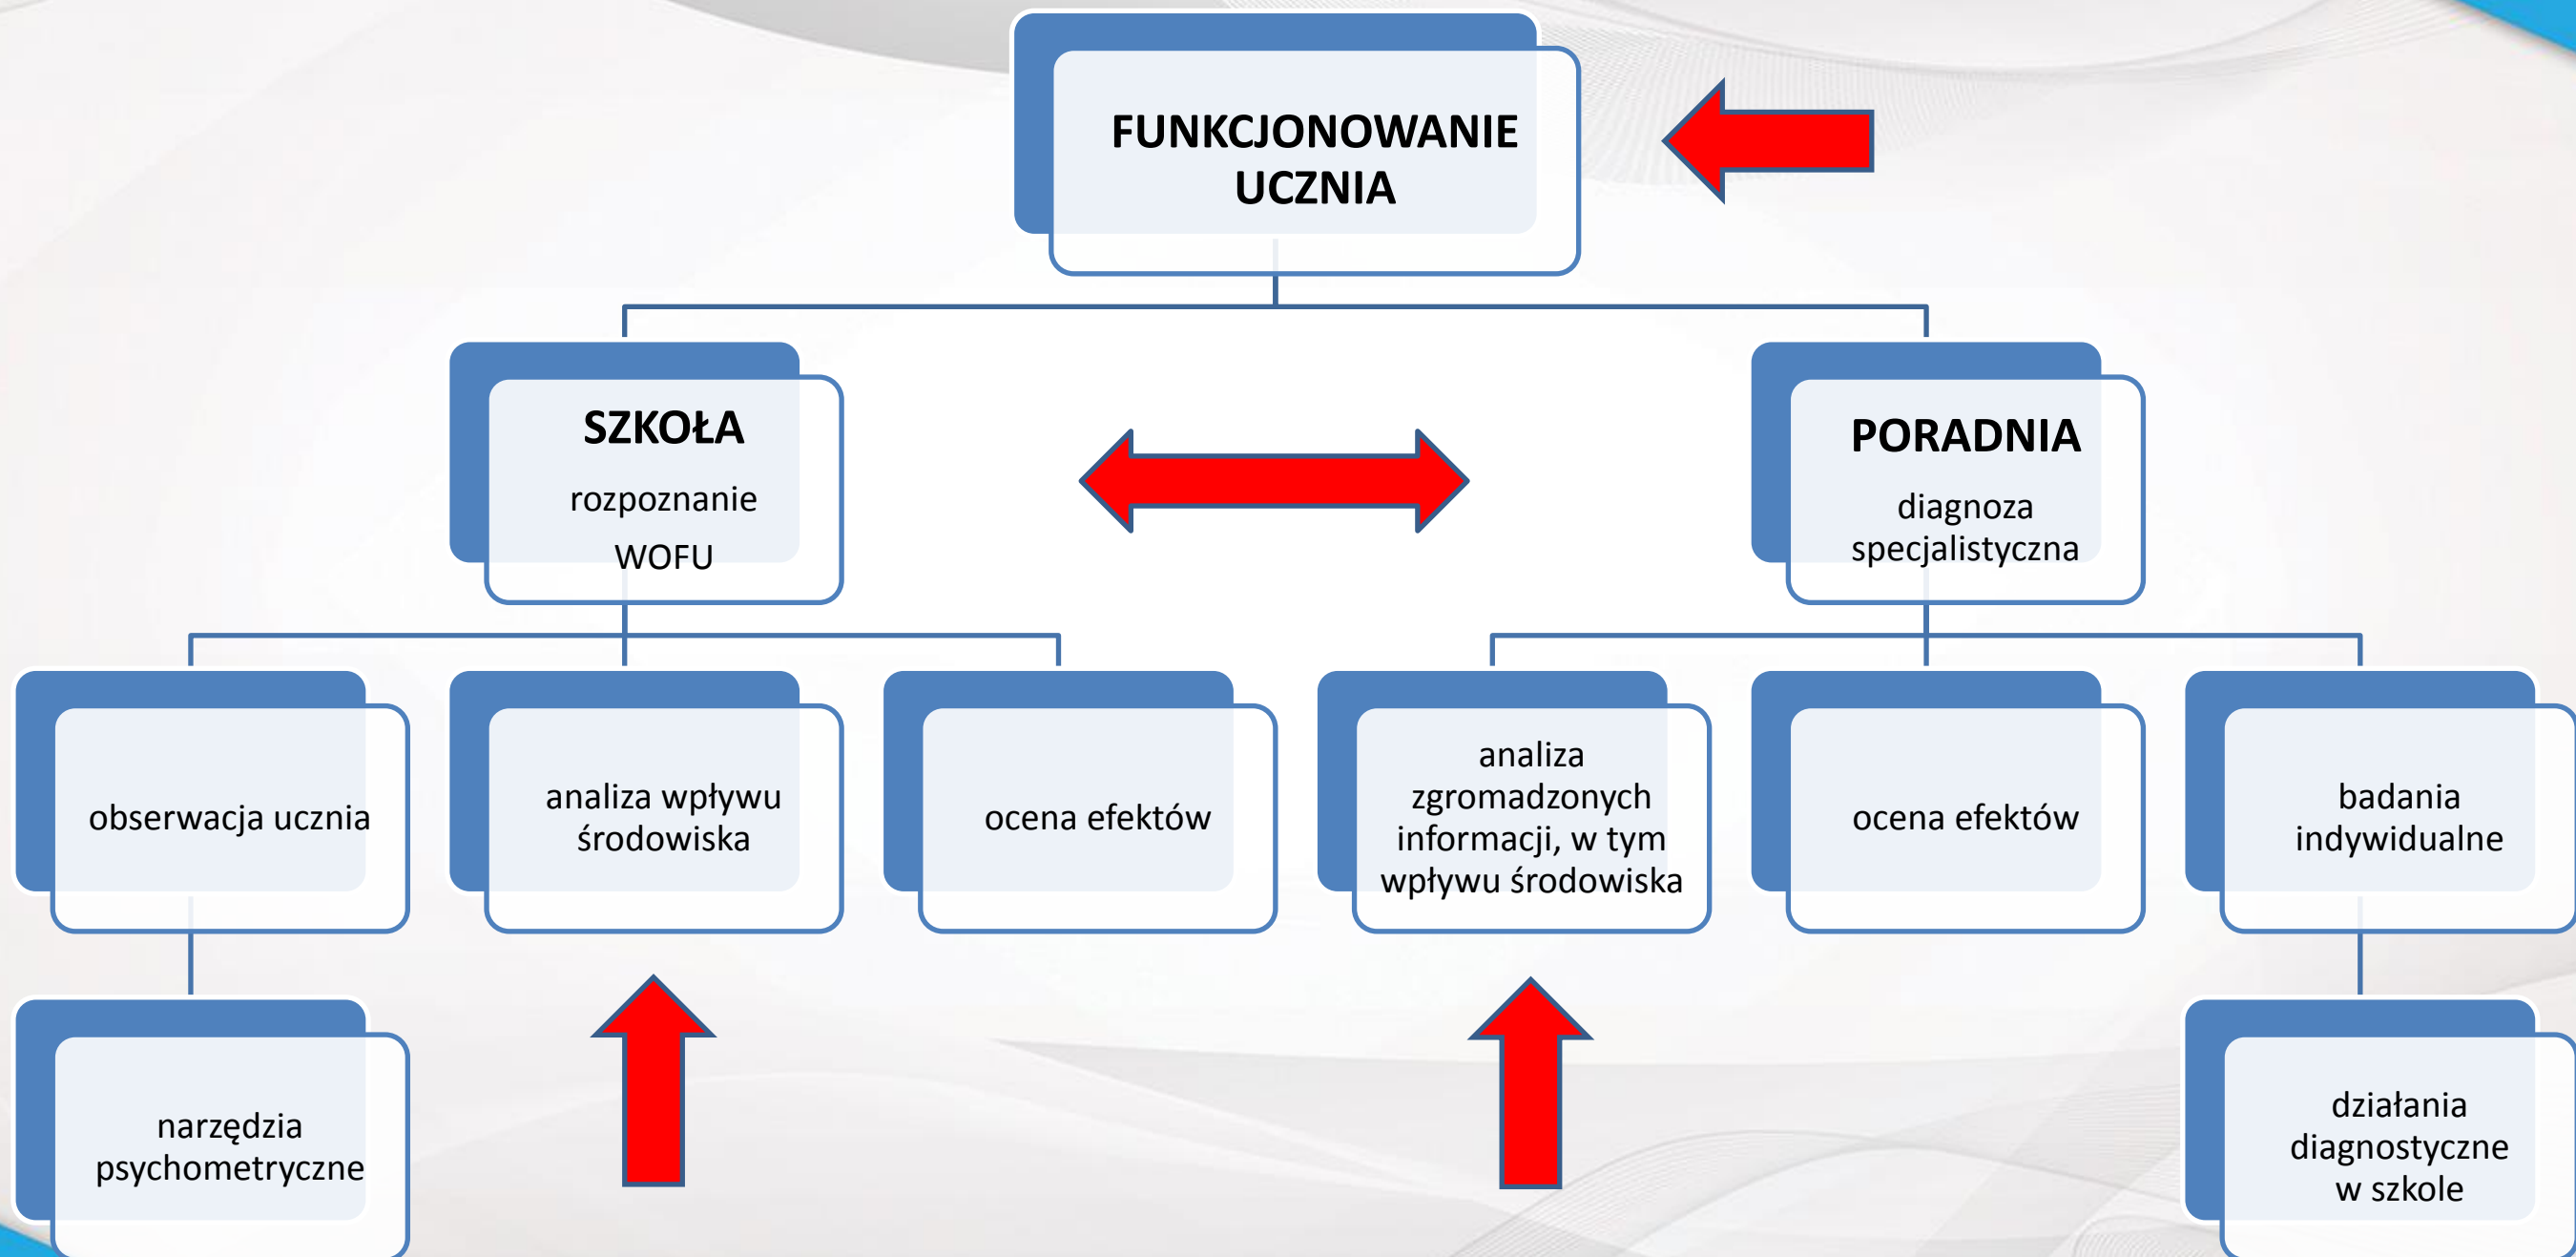 FUNKCJONOWANIE
UCZNIA
SZKOŁA
rozpoznanie
WOFU
PORADNIA
diagnoza
specjalistyczna
obserwacja ucznia
analiza wpływu
środowiska
ocena efektów
analiza
zgromadzonych
informacji, w tym
wpływu środowiska
ocena efektów
badania
indywidualne
narzędzia
psychometryczne
działania
diagnostyczne
w szkole